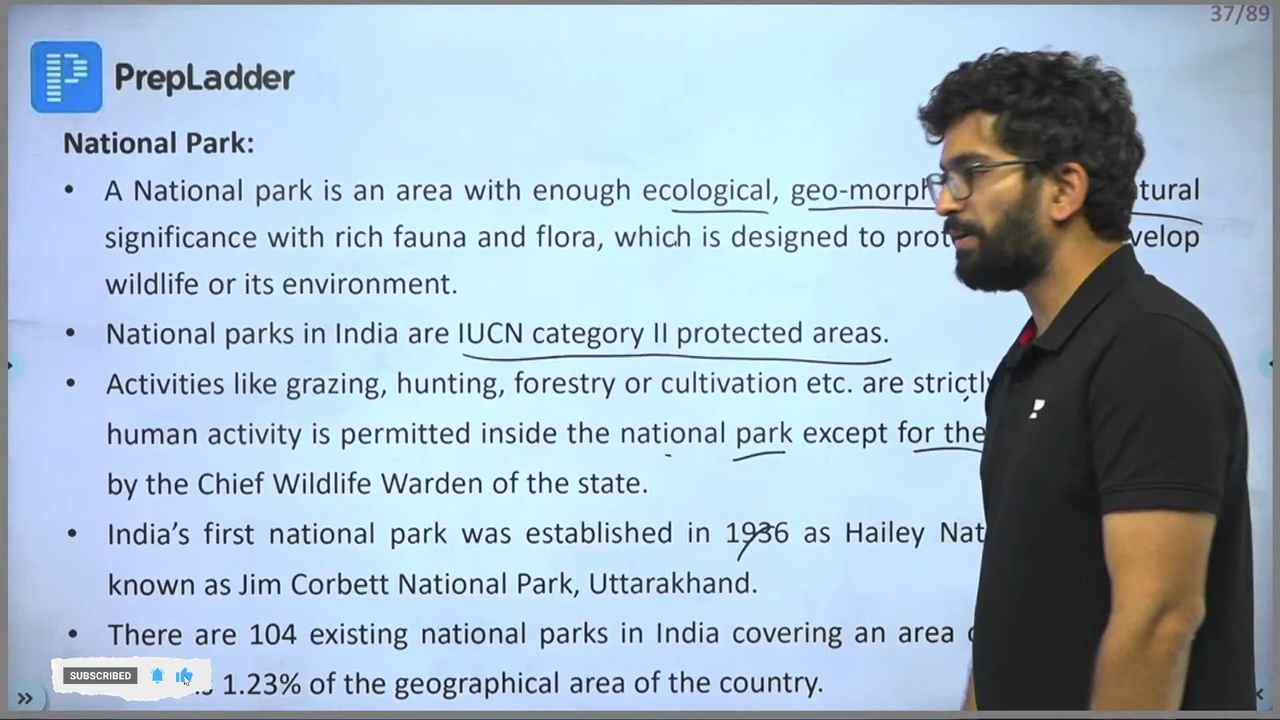 37/89
PrepLadder
National Park:
• A National park is an area with enough ecological, geo-morph
significance with rich fauna and flora, which is designed to
wildlife or its environment.
• National parks in India are IUCN category II protected areas.
• Activities like grazing, hunting, forestry or cultivation etc. are
human activity is permitted inside the national park except for the
by the Chief Wildlife Warden of the state.
• India's first national park was established in 1936 as Hailey
known as Jim Corbett National Park, Uttarakhand.
• There are 104 existing national parks in India covering an area
SUBSCRIBED
1.23% of the geographical area of the country.